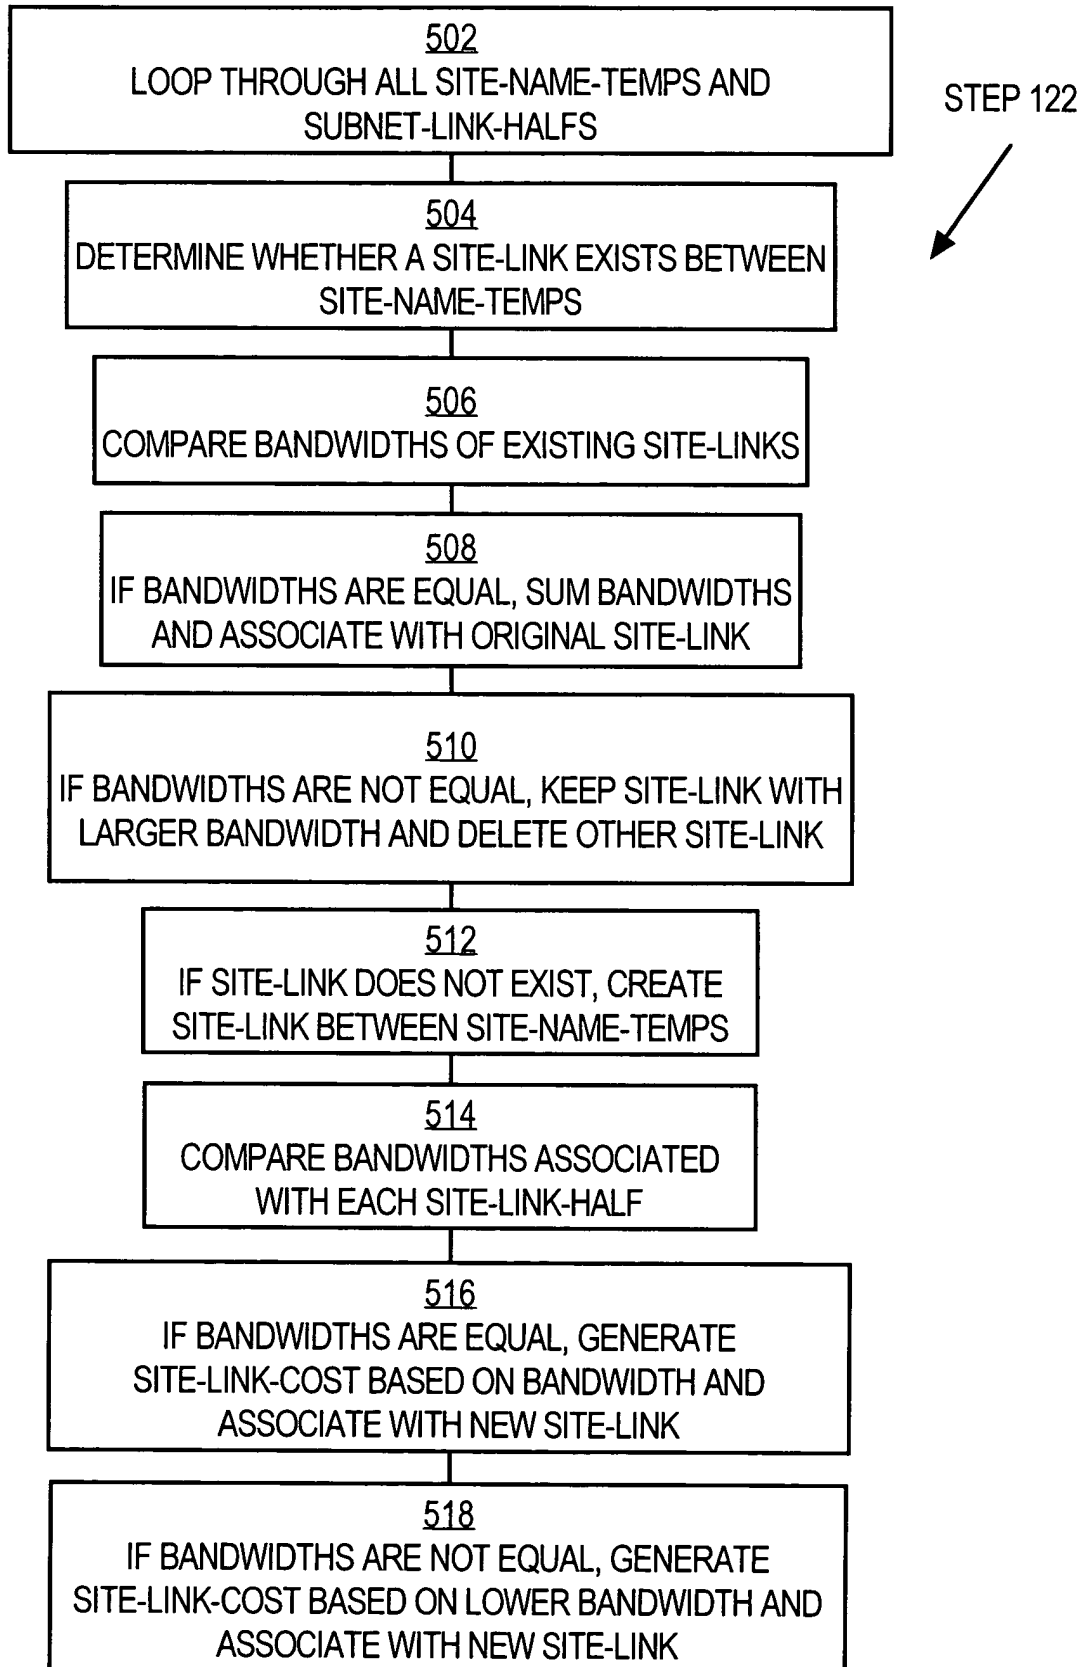 502
LOOP THROUGH ALL SITE-NAME-TEMPS AND
SUBNET-LINK-HALFS
STEP 122
504
DETERMINE WHETHER A SITE-LINK EXISTS BETWEEN
SITE-NAME-TEMPS
506
COMPARE BANDWIDTHS OF EXISTING SITE-LINKS
508
IF BANDWIDTHS ARE EQUAL, SUM BANDWIDTHS
AND ASSOCIATE WITH ORIGINAL SITE-LINK
510
IF BANDWIDTHS ARE NOT EQUAL, KEEP SITE-LINK WITH
LARGER BANDWIDTH AND DELETE OTHER SITE-LINK
512
IF SITE-LINK DOES NOT EXIST, CREATE
SITE-LINK BETWEEN SITE-NAME-TEMPS
514
COMPARE BANDWIDTHS ASSOCIATED
WITH EACH SITE-LINK-HALF
516
IF BANDWIDTHS ARE EQUAL, GENERATE
SITE-LINK-COST BASED ON BANDWIDTH AND
ASSOCIATE WITH NEW SITE-LINK
518
IF BANDWIDTHS ARE NOT EQUAL, GENERATE
SITE-LINK-COST BASED ON LOWER BANDWIDTH AND
ASSOCIATE WITH NEW SITE-LINK